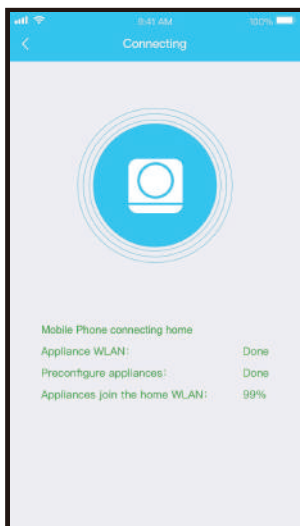 9:41 AM 100%
Connecting
Mobile Phone connecting home
Appliance WLAN: Done
Preconfigure appliances: Done
Appliances join the home WLAN: 99%